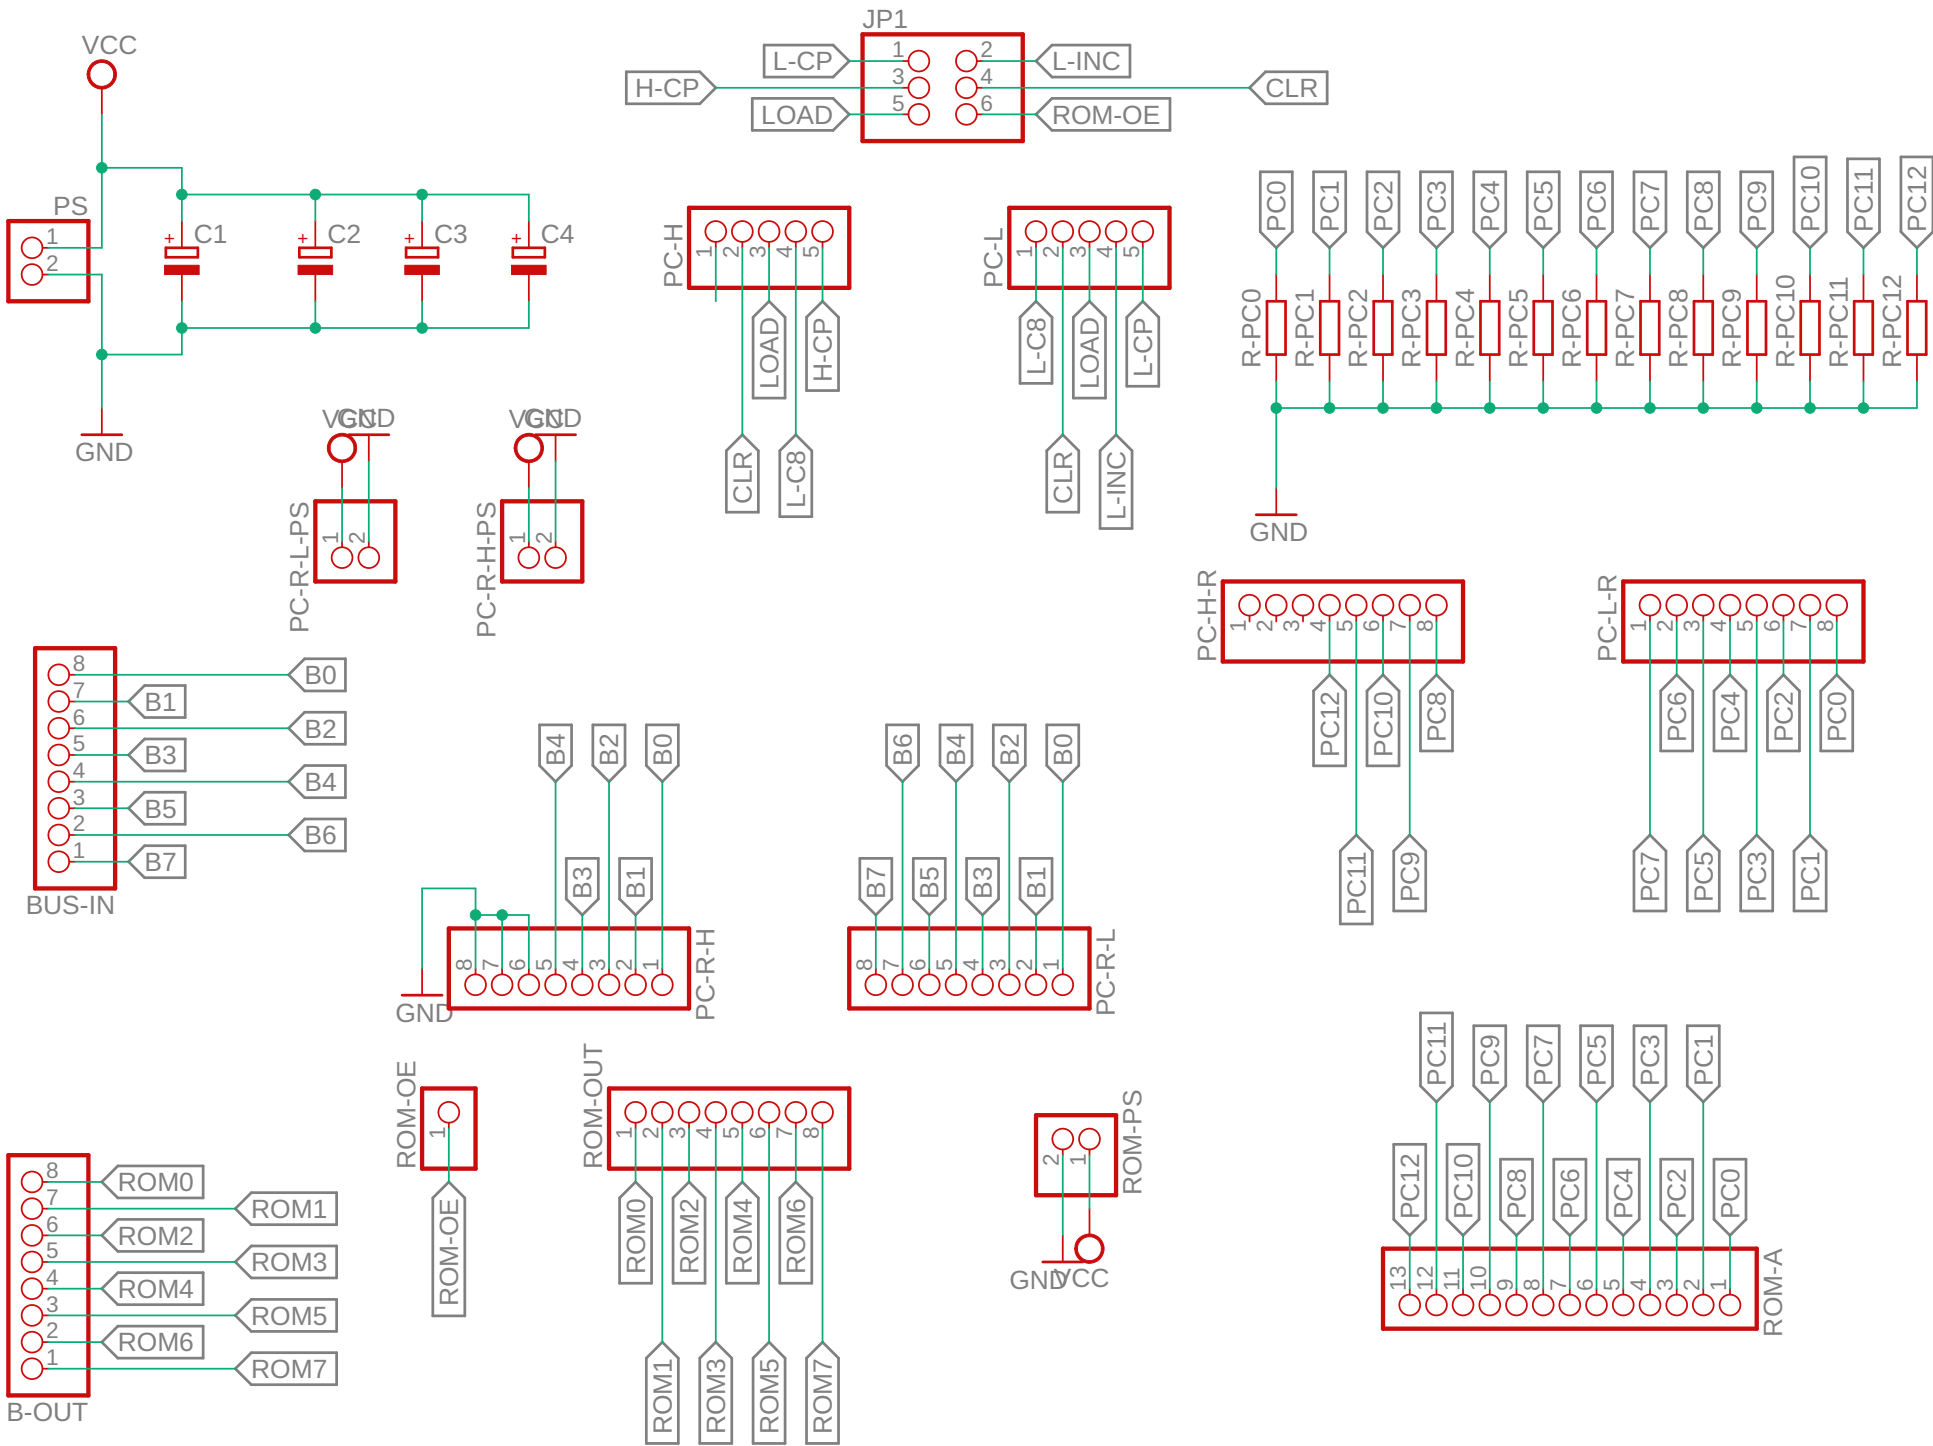 JP1
VCC
L-CP 1 2 L-INC
H-CP 3 4 CLR
LOAD 5 6 ROM-OE
PS
1
2
+ C1
+ C2
+ C3
+ C4
GND
PC-H
1 2 3 4 5
LOAD
H-CP
CLR
L-C8
PC-L
1 2 3 4 5
L-C8
LOAD
L-CP
CLR
L-INC
PC0 PC1 PC2 PC3 PC4 PC5 PC6 PC7 PC8 PC9 PC10 PC11 PC12
R-PC0 R-PC1 R-PC2 R-PC3 R-PC4 R-PC5 R-PC6 R-PC7 R-PC8 R-PC9 R-PC10 R-PC11 R-PC12
GND
VCC GND
PC-R-L-PS
1 2
VCC GND
PC-R-H-PS
1 2
PC-H-R
1 2 3 4 5 6 7 8
PC12 PC10 PC8
PC11 PC9
PC-L-R
1 2 3 4 5 6 7 8
PC6 PC4 PC2 PC0
PC7 PC5 PC3 PC1
8 B0
7 B1
6 B2
5 B3
4 B4
3 B5
2 B6
1 B7
BUS-IN
B4 B2 B0
B3 B1
8 7 6 5 4 3 2 1
PC-R-H
GND
B6 B4 B2 B0
B7 B5 B3 B1
8 7 6 5 4 3 2 1
PC-R-L
ROM-OE
1
ROM-OE
ROM-OUT
1 2 3 4 5 6 7 8
ROM0 ROM2 ROM4 ROM6
ROM1 ROM3 ROM5 ROM7
ROM-PS
2 1
GND VCC
PC11 PC9 PC7 PC5 PC3 PC1
PC12 PC10 PC8 PC6 PC4 PC2 PC0
13 12 11 10 9 8 7 6 5 4 3 2 1
ROM-A
8 ROM0
7 ROM1
6 ROM2
5 ROM3
4 ROM4
3 ROM5
2 ROM6
1 ROM7
B-OUT